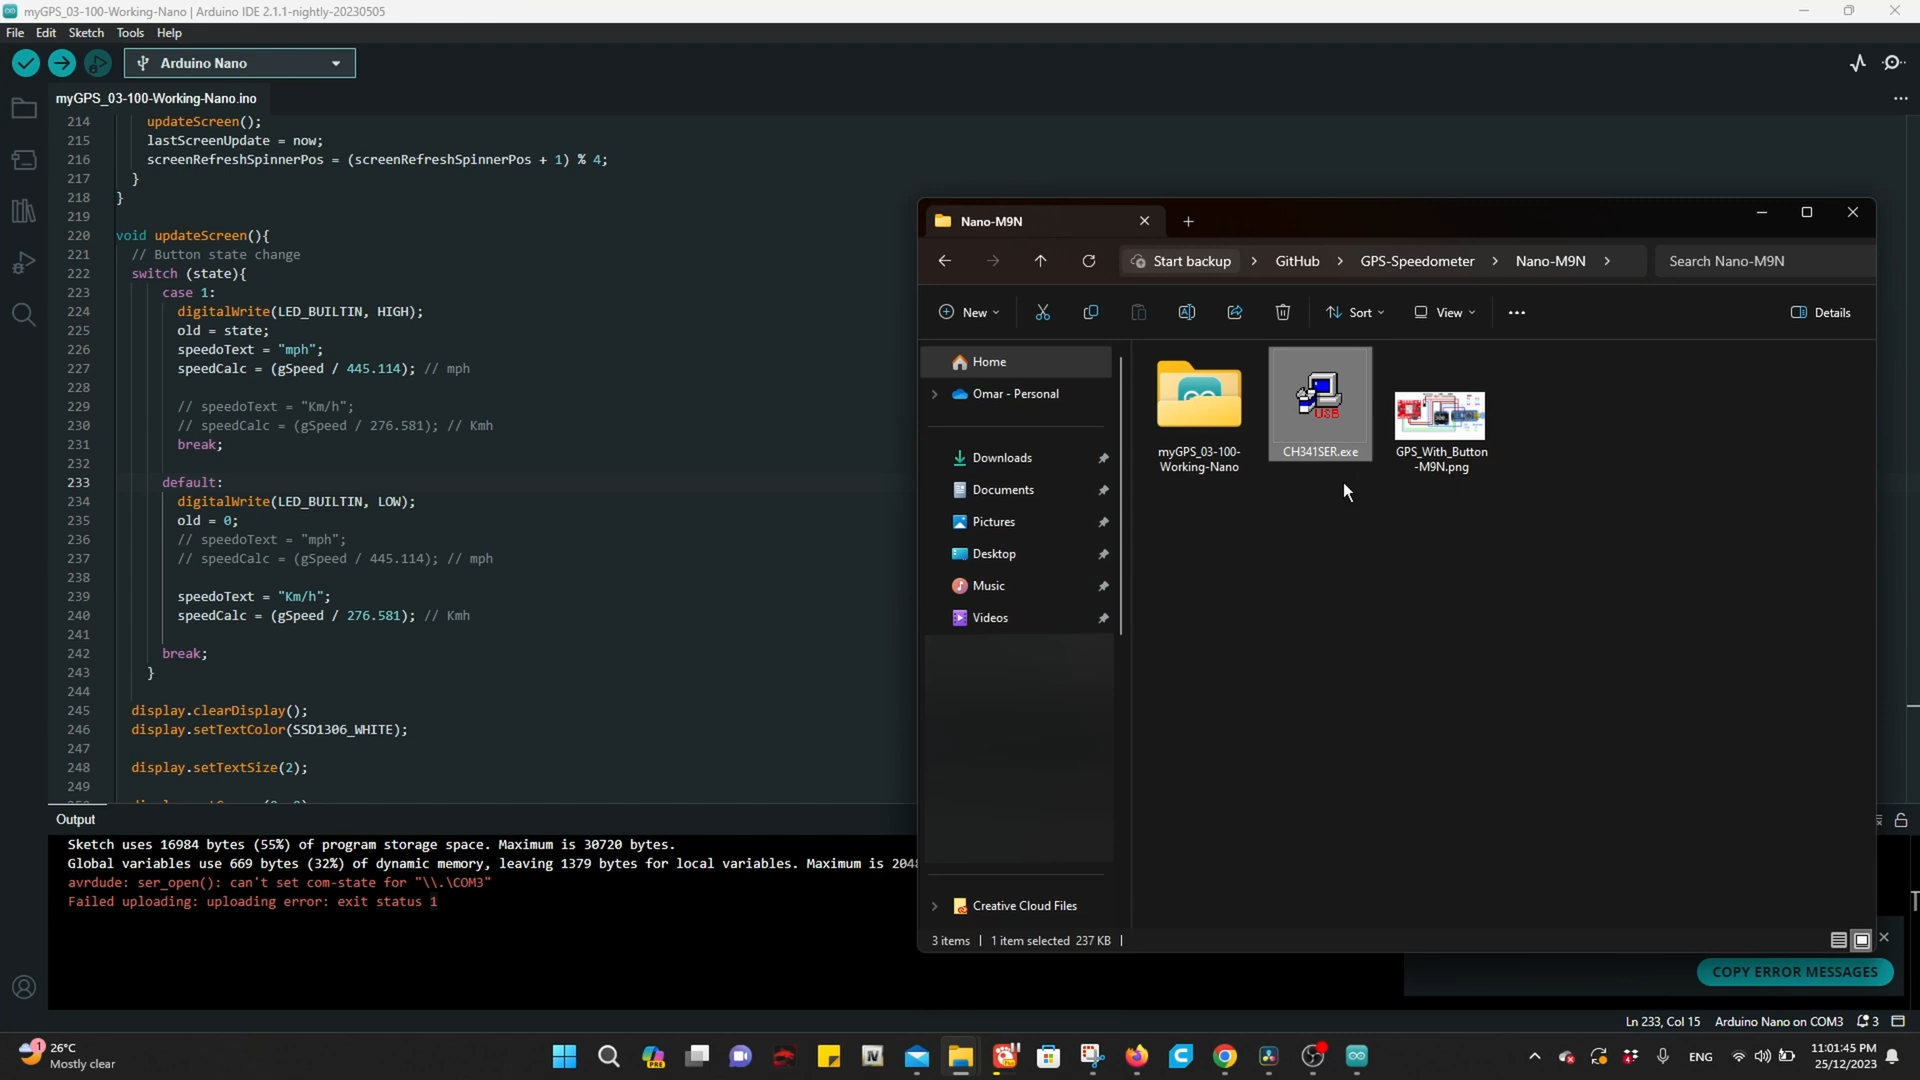 myGPS_03-100-Working-Nano | Arduino IDE 2.1.1-nightly-20230505
File Edit Sketch Tools Help
Arduino Nano
myGPS_03-100-Working-Nano.ino
214 updateScreen();
215 lastScreenUpdate = now;
216 screenRefreshSpinnerPos = (screenRefreshSpinnerPos + 1) % 4;
217 }
218 }
219
220 void updateScreen(){
221 // Button state change
222 switch (state){
223 case 1:
224 digitalWrite(LED_BUILTIN, HIGH);
225 old = state;
226 speedoText = "mph";
227 speedCalc = (gSpeed / 445.114); // mph
228
229 // speedoText = "Km/h";
230 // speedCalc = (gSpeed / 276.581); // Kmh
231 break;
232
233 default:
234 digitalWrite(LED_BUILTIN, LOW);
235 old = 0;
236 // speedoText = "mph";
237 // speedCalc = (gSpeed / 445.114); // mph
238
239 speedoText = "Km/h";
240 speedCalc = (gSpeed / 276.581); // Kmh
241
242 break;
243 }
244
245 display.clearDisplay();
246 display.setTextColor(SSD1306_WHITE);
247
248 display.setTextSize(2);
249
Output
Sketch uses 16984 bytes (55%) of program storage space. Maximum is 30720 bytes.
Global variables use 669 bytes (32%) of dynamic memory, leaving 1379 bytes for local variables. Maximum is 2048
avrdude: ser_open(): can't set com-state for "\\.\COM3"
Failed uploading: uploading error: exit status 1
Nano-M9N
Start backup > GitHub > GPS-Speedometer > Nano-M9N >
Search Nano-M9N
New
Sort
View
Details
Home
Omar - Personal
Downloads
Documents
Pictures
Desktop
Music
Videos
Creative Cloud Files
myGPS_03-100-
Working-Nano
USB
CH341SER.exe
GPS_With_Button
-M9N.png
3 items | 1 item selected 237 KB |
COPY ERROR MESSAGES
Ln 233, Col 15 Arduino Nano on COM3 3
1
26°C
Mostly clear
PRE
ENG
11:01:45 PM
25/12/2023